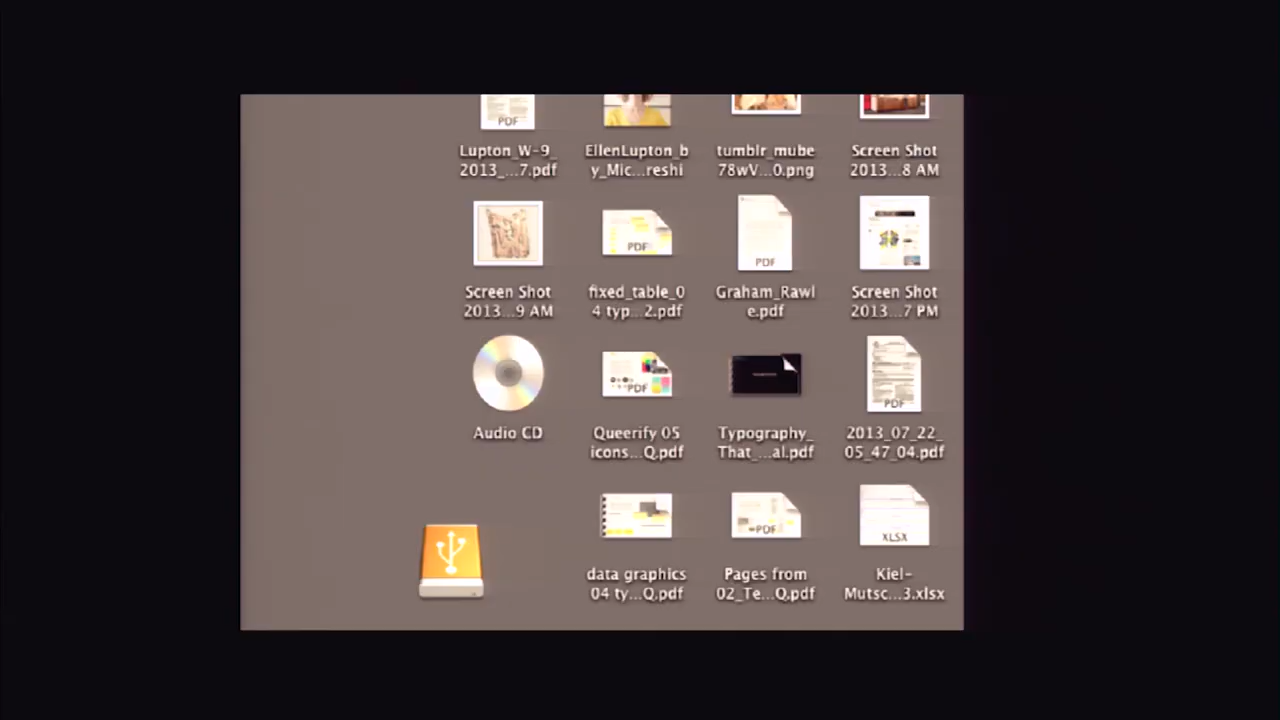 PDF
Lupton_W-9_
2013_...7.pdf
EllenLupton_b
y_Mic...reshi
tumblr_mube
78wV...0.png
Screen Shot
2013...8 AM
PDF
PDF
Screen Shot
2013...9 AM
fixed_table_0
4 typ...2.pdf
Graham_Rawl
e.pdf
Screen Shot
2013...7 PM
PDF
PDF
Audio CD
Queerify 05
icons...Q.pdf
Typography_
That_...al.pdf
2013_07_22_
05_47_04.pdf
PDF
XLSX
data graphics
04 ty...Q.pdf
Pages from
02_Te...Q.pdf
Kiel-
Mutsc...3.xlsx